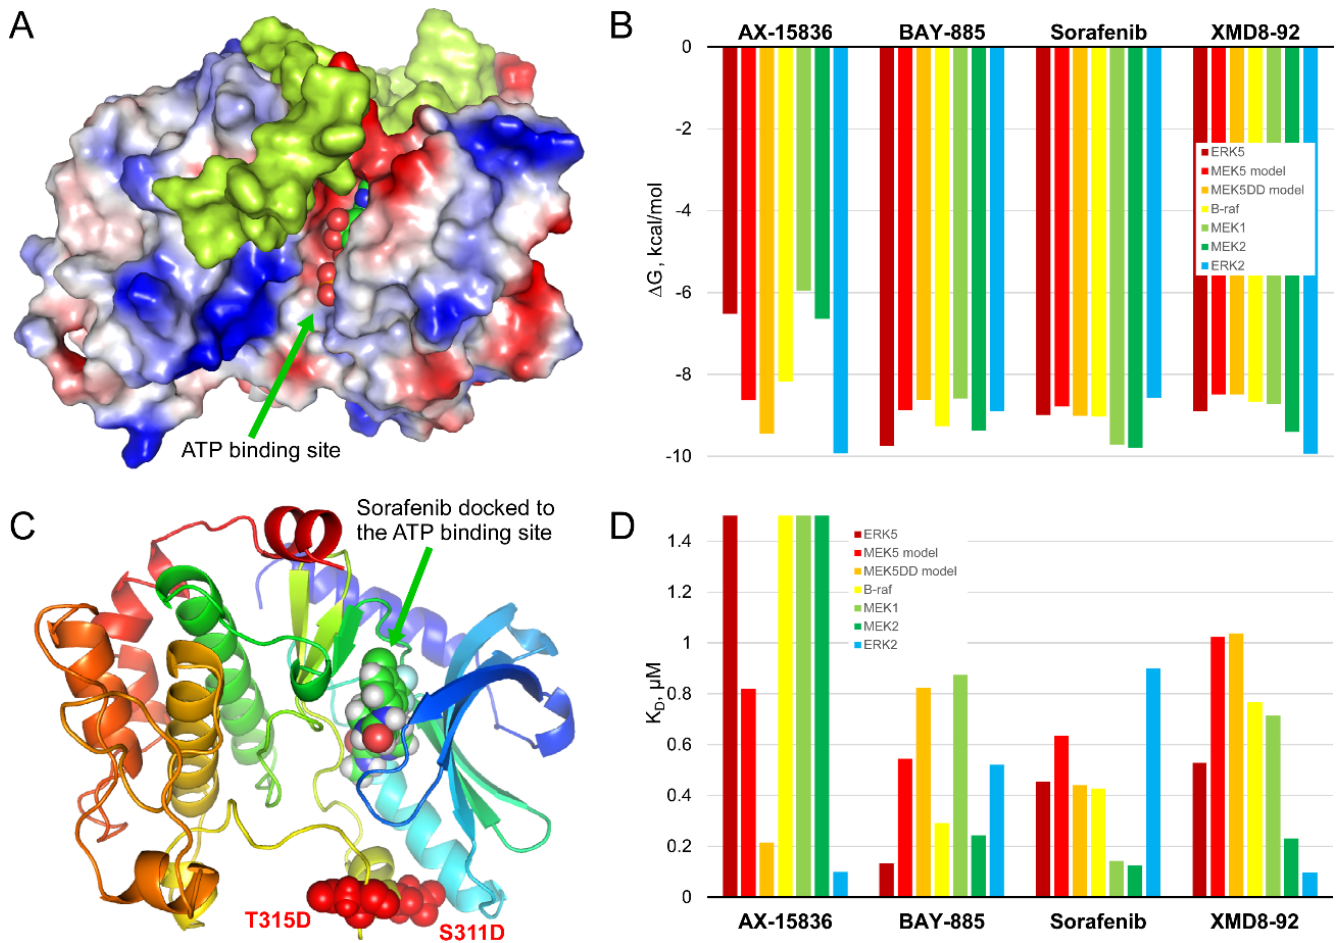 A
ATP binding site
B
AX-15836 BAY-885 Sorafenib XMD8-92
0
-2
-4
-6
-8
-10
ΔG, kcal/mol
ERK5
MEK5 model
MEK5DD model
B-raf
MEK1
MEK2
ERK2
C
Sorafenib docked to
the ATP binding site
T315D
S311D
D
1.4
1.2
1
0.8
0.6
0.4
0.2
0
K_D, μM
ERK5
MEK5 model
MEK5DD model
B-raf
MEK1
MEK2
ERK2
AX-15836 BAY-885 Sorafenib XMD8-92